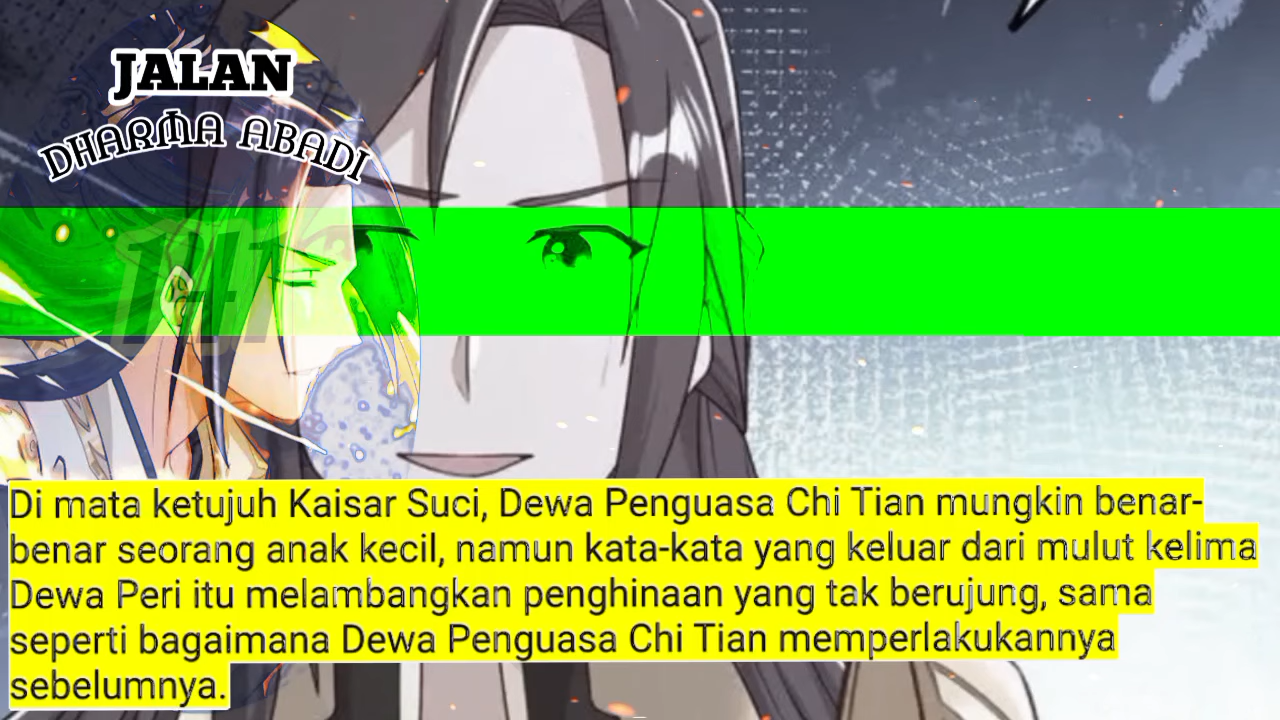 JALAN
DHARMA ABADI
Di mata ketujuh Kaisar Suci, Dewa Penguasa Chi Tian mungkin benar-
benar seorang anak kecil, namun kata-kata yang keluar dari mulut kelima
Dewa Peri itu melambangkan penghinaan yang tak berujung, sama
seperti bagaimana Dewa Penguasa Chi Tian memperlakukannya
sebelumnya.